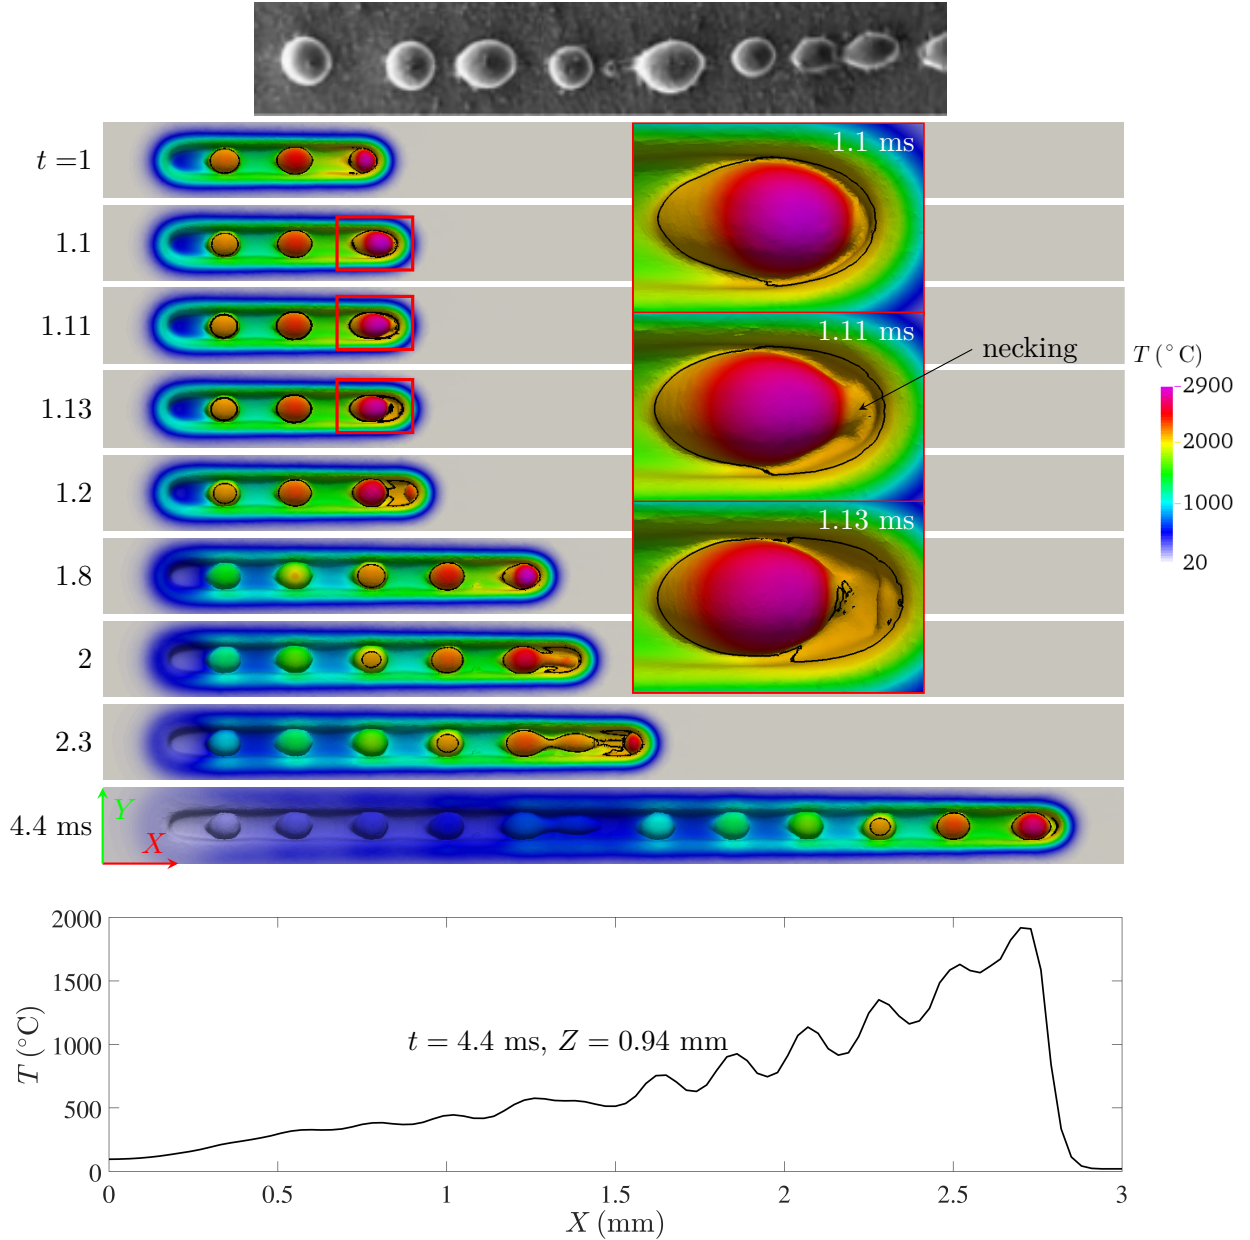 t =1
1.1
1.11
1.13
1.2
1.8
2
2.3
4.4 ms
Y
X
1.1 ms
1.11 ms
necking
1.13 ms
T (°C)
2900
2000
1000
20
2000
1500
1000
500
0
T (°C)
t = 4.4 ms, Z = 0.94 mm
0 0.5 1 1.5 2 2.5 3
X (mm)